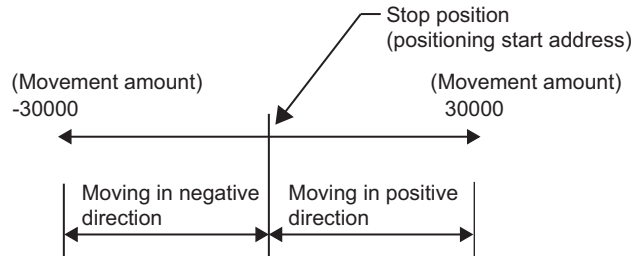 Stop position
(positioning start address)
(Movement amount)
-30000
(Movement amount)
30000
Moving in negative
direction
Moving in positive
direction